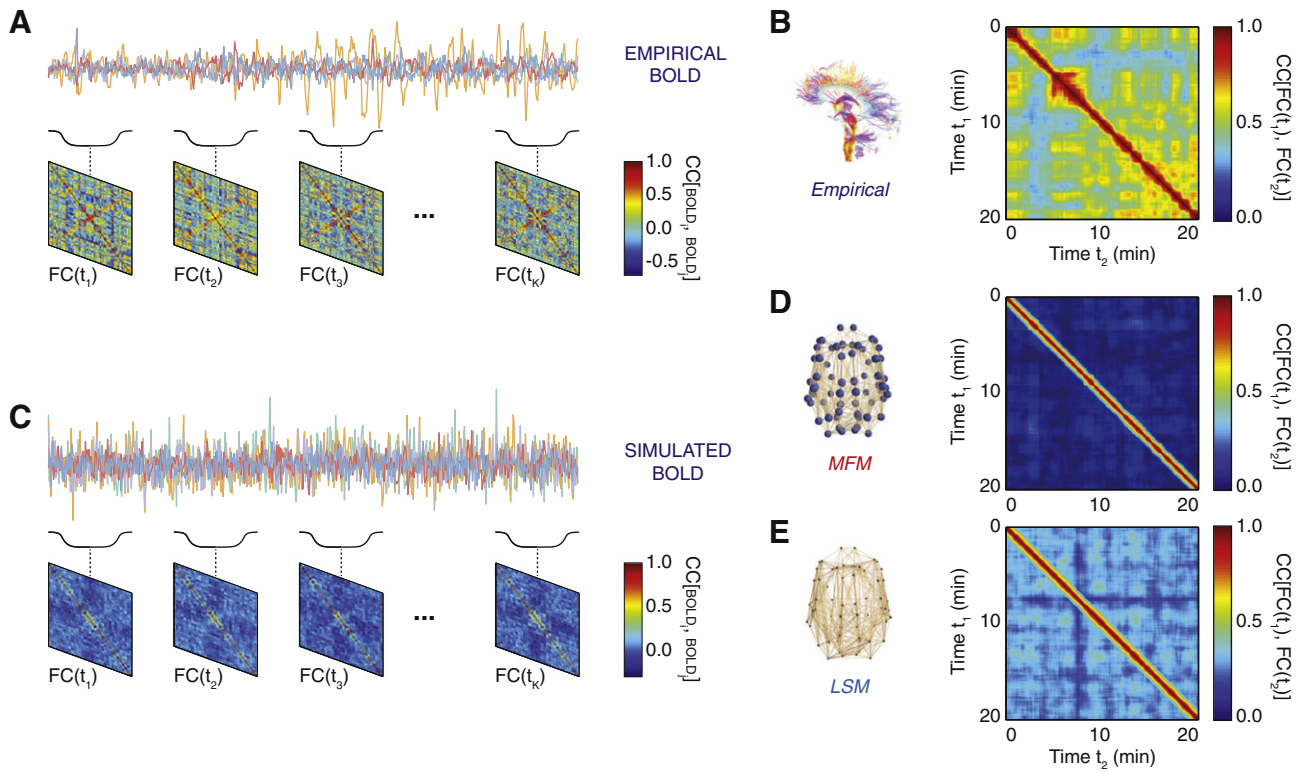 A
EMPIRICAL
BOLD
FC(t1)
FC(t2)
FC(t3)
...
FC(tK)
1.0
0.5
0.0
-0.5
CC[BOLDi, BOLDj]
B
Empirical
0
10
20
Time t1 (min)
0
10
20
Time t2 (min)
1.0
0.5
0.0
CC[FC(t1), FC(t2)]
C
SIMULATED
BOLD
FC(t1)
FC(t2)
FC(t3)
...
FC(tK)
1.0
0.5
0.0
CC[BOLDi, BOLDj]
D
MFM
0
10
20
Time t1 (min)
0
10
20
1.0
0.5
0.0
CC[FC(t1), FC(t2)]
E
LSM
0
10
20
Time t1 (min)
0
10
20
Time t2 (min)
1.0
0.5
0.0
CC[FC(t1), FC(t2)]